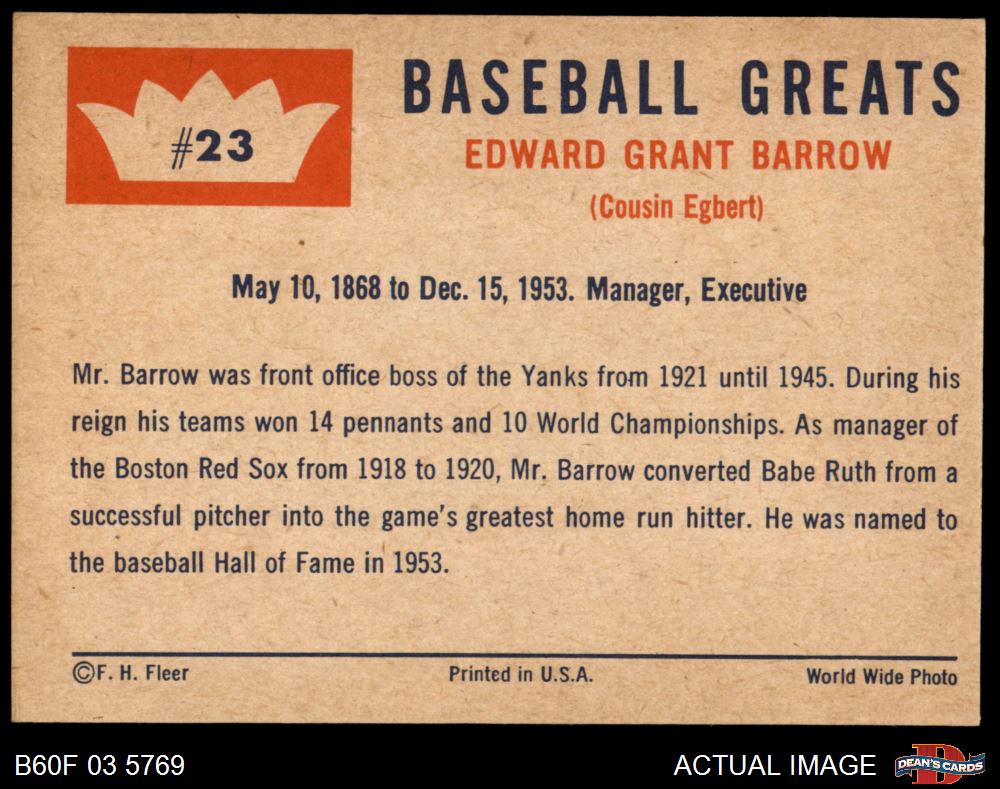 #23
BASEBALL GREATS
EDWARD GRANT BARROW
(Cousin Egbert)
May 10, 1868 to Dec. 15, 1953. Manager, Executive
Mr. Barrow was front office boss of the Yanks from 1921 until 1945. During his
reign his teams won 14 pennants and 10 World Championships. As manager of
the Boston Red Sox from 1918 to 1920, Mr. Barrow converted Babe Ruth from a
successful pitcher into the game's greatest home run hitter. He was named to
the baseball Hall of Fame in 1953.
©F. H. Fleer Printed in U.S.A. World Wide Photo
B60F 03 5769 ACTUAL IMAGE D DEAN'S CARDS